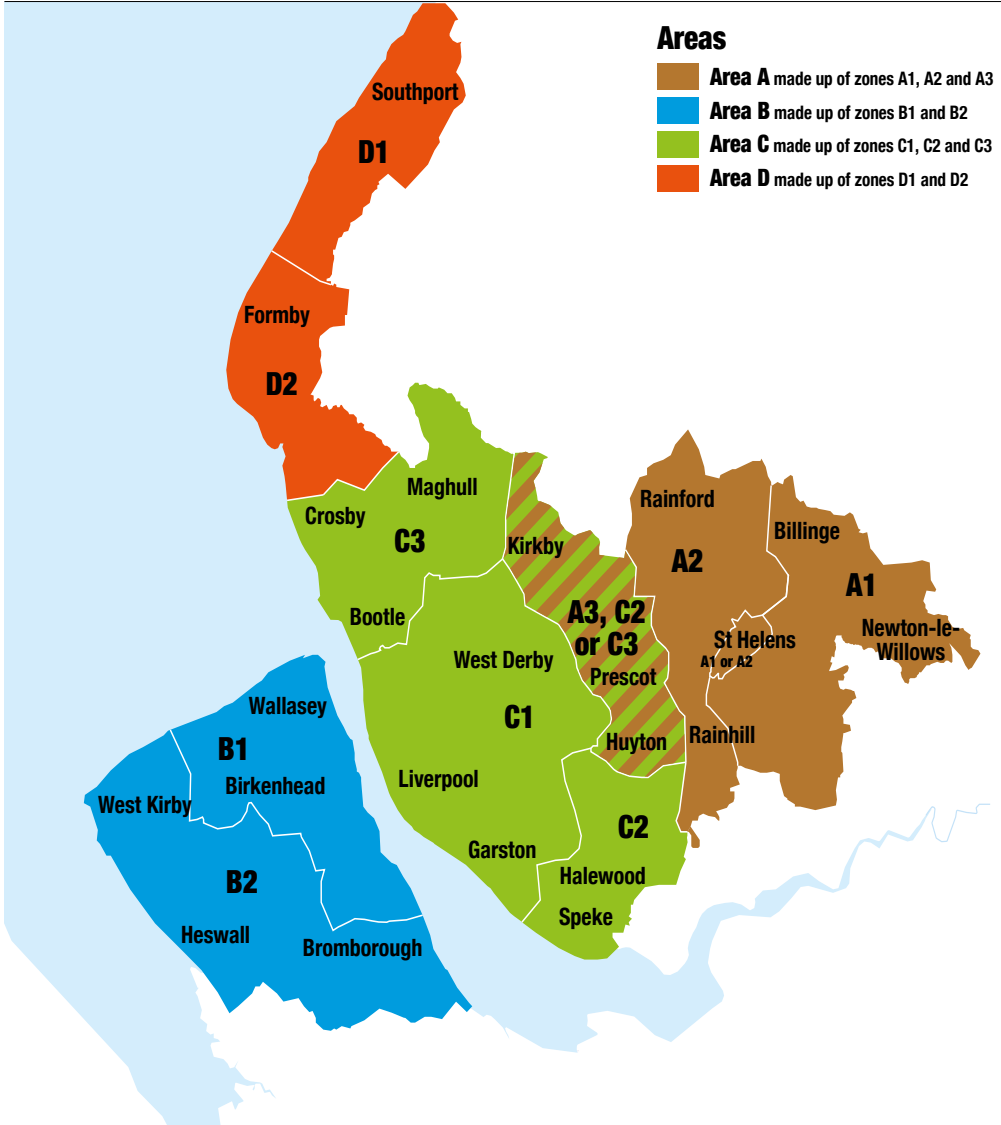 Areas
Area A made up of zones A1, A2 and A3
Area B made up of zones B1 and B2
Area C made up of zones C1, C2 and C3
Area D made up of zones D1 and D2
Southport
D1
Formby
D2
Maghull
Crosby
C3
Bootle
Kirkby
A3, C2
or C3
Prescot
Huyton
Rainford
A2
Billinge
A1
Newton-le-
Willows
St Helens
A1 or A2
Rainhill
West Derby
C1
Liverpool
Garston
C2
Halewood
Speke
Wallasey
B1
Birkenhead
West Kirby
B2
Heswall
Bromborough